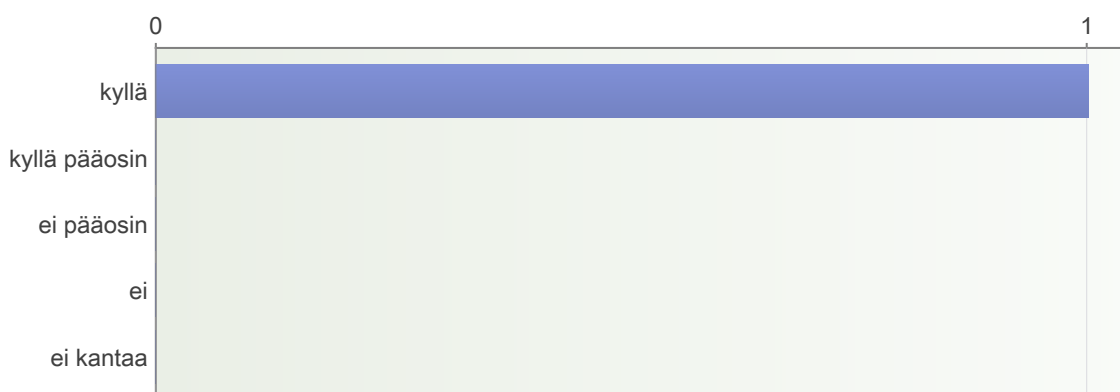 0 1
kyllä
kyllä pääosin
ei pääosin
ei
ei kantaa